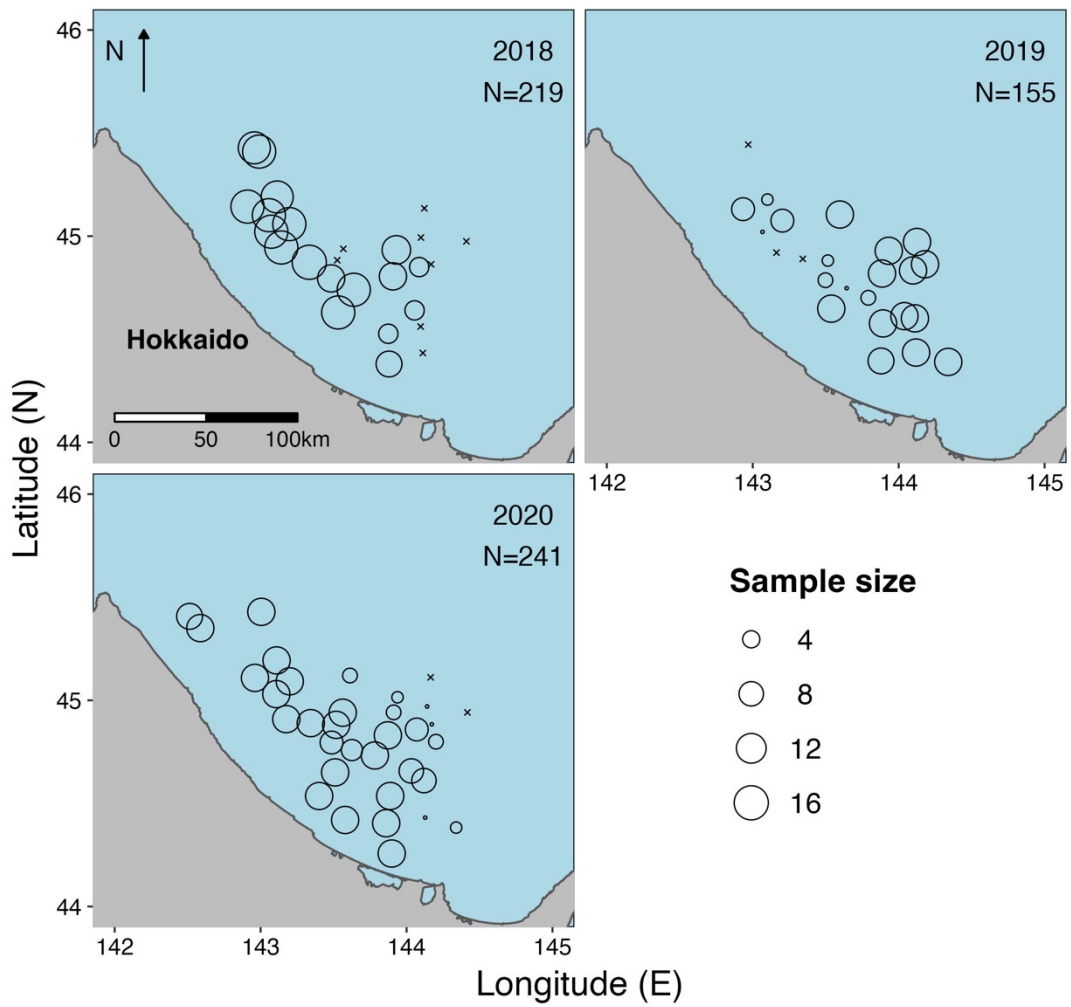 46
45
44
N
2018
N=219
Hokkaido
0 50 100km
2019
N=155
142 143 144 145
Latitude (N)
46
45
44
2020
N=241
142 143 144 145
Longitude (E)
Sample size
4
8
12
16